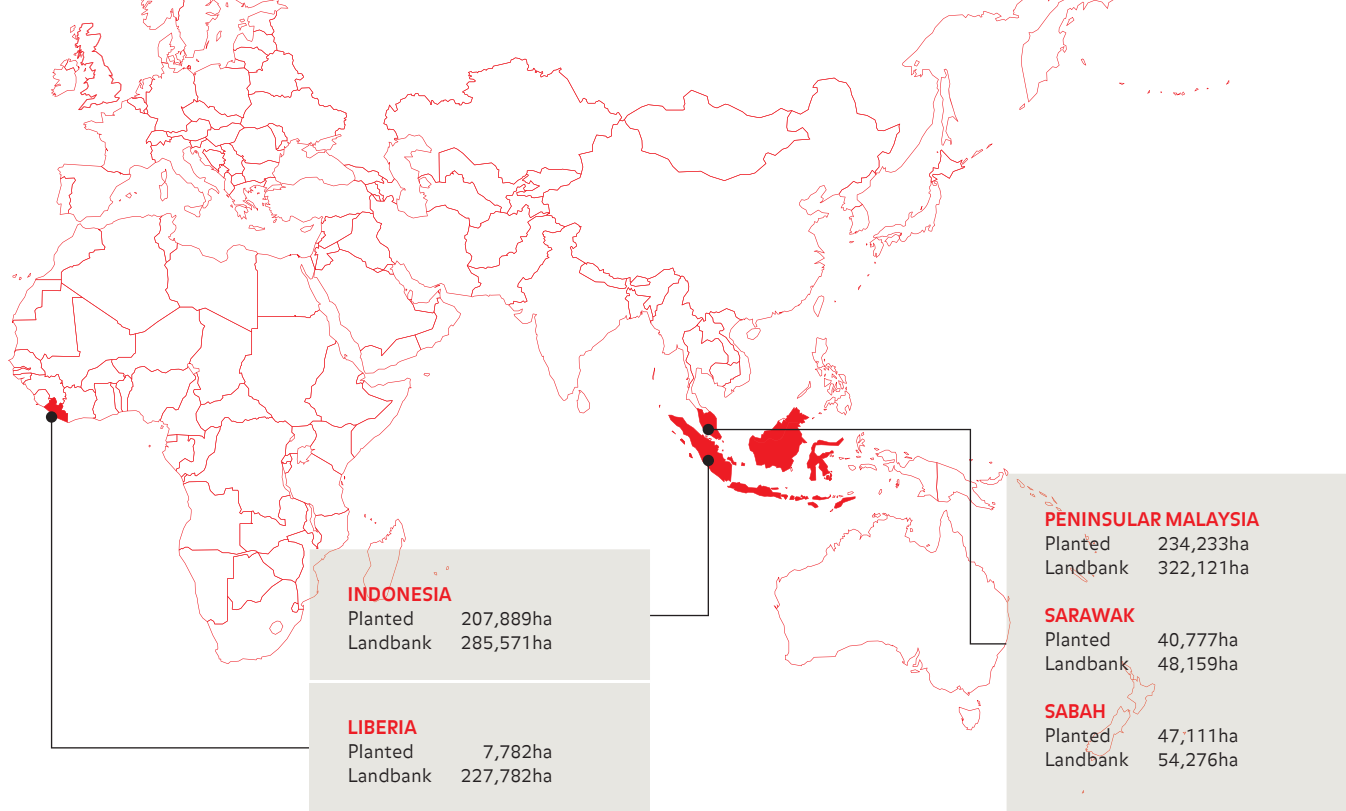 INDONESIA
Planted 207,889ha
Landbank 285,571ha
LIBERIA
Planted 7,782ha
Landbank 227,782ha
PENINSULAR MALAYSIA
Planted 234,233ha
Landbank 322,121ha
SARAWAK
Planted 40,777ha
Landbank 48,159ha
SABAH
Planted 47,111ha
Landbank 54,276ha